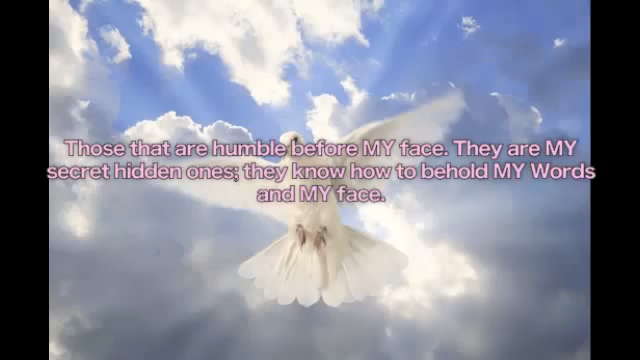 Those that are humble before MY face. They are MY
secret hidden ones; they know how to behold MY Words
and MY face.